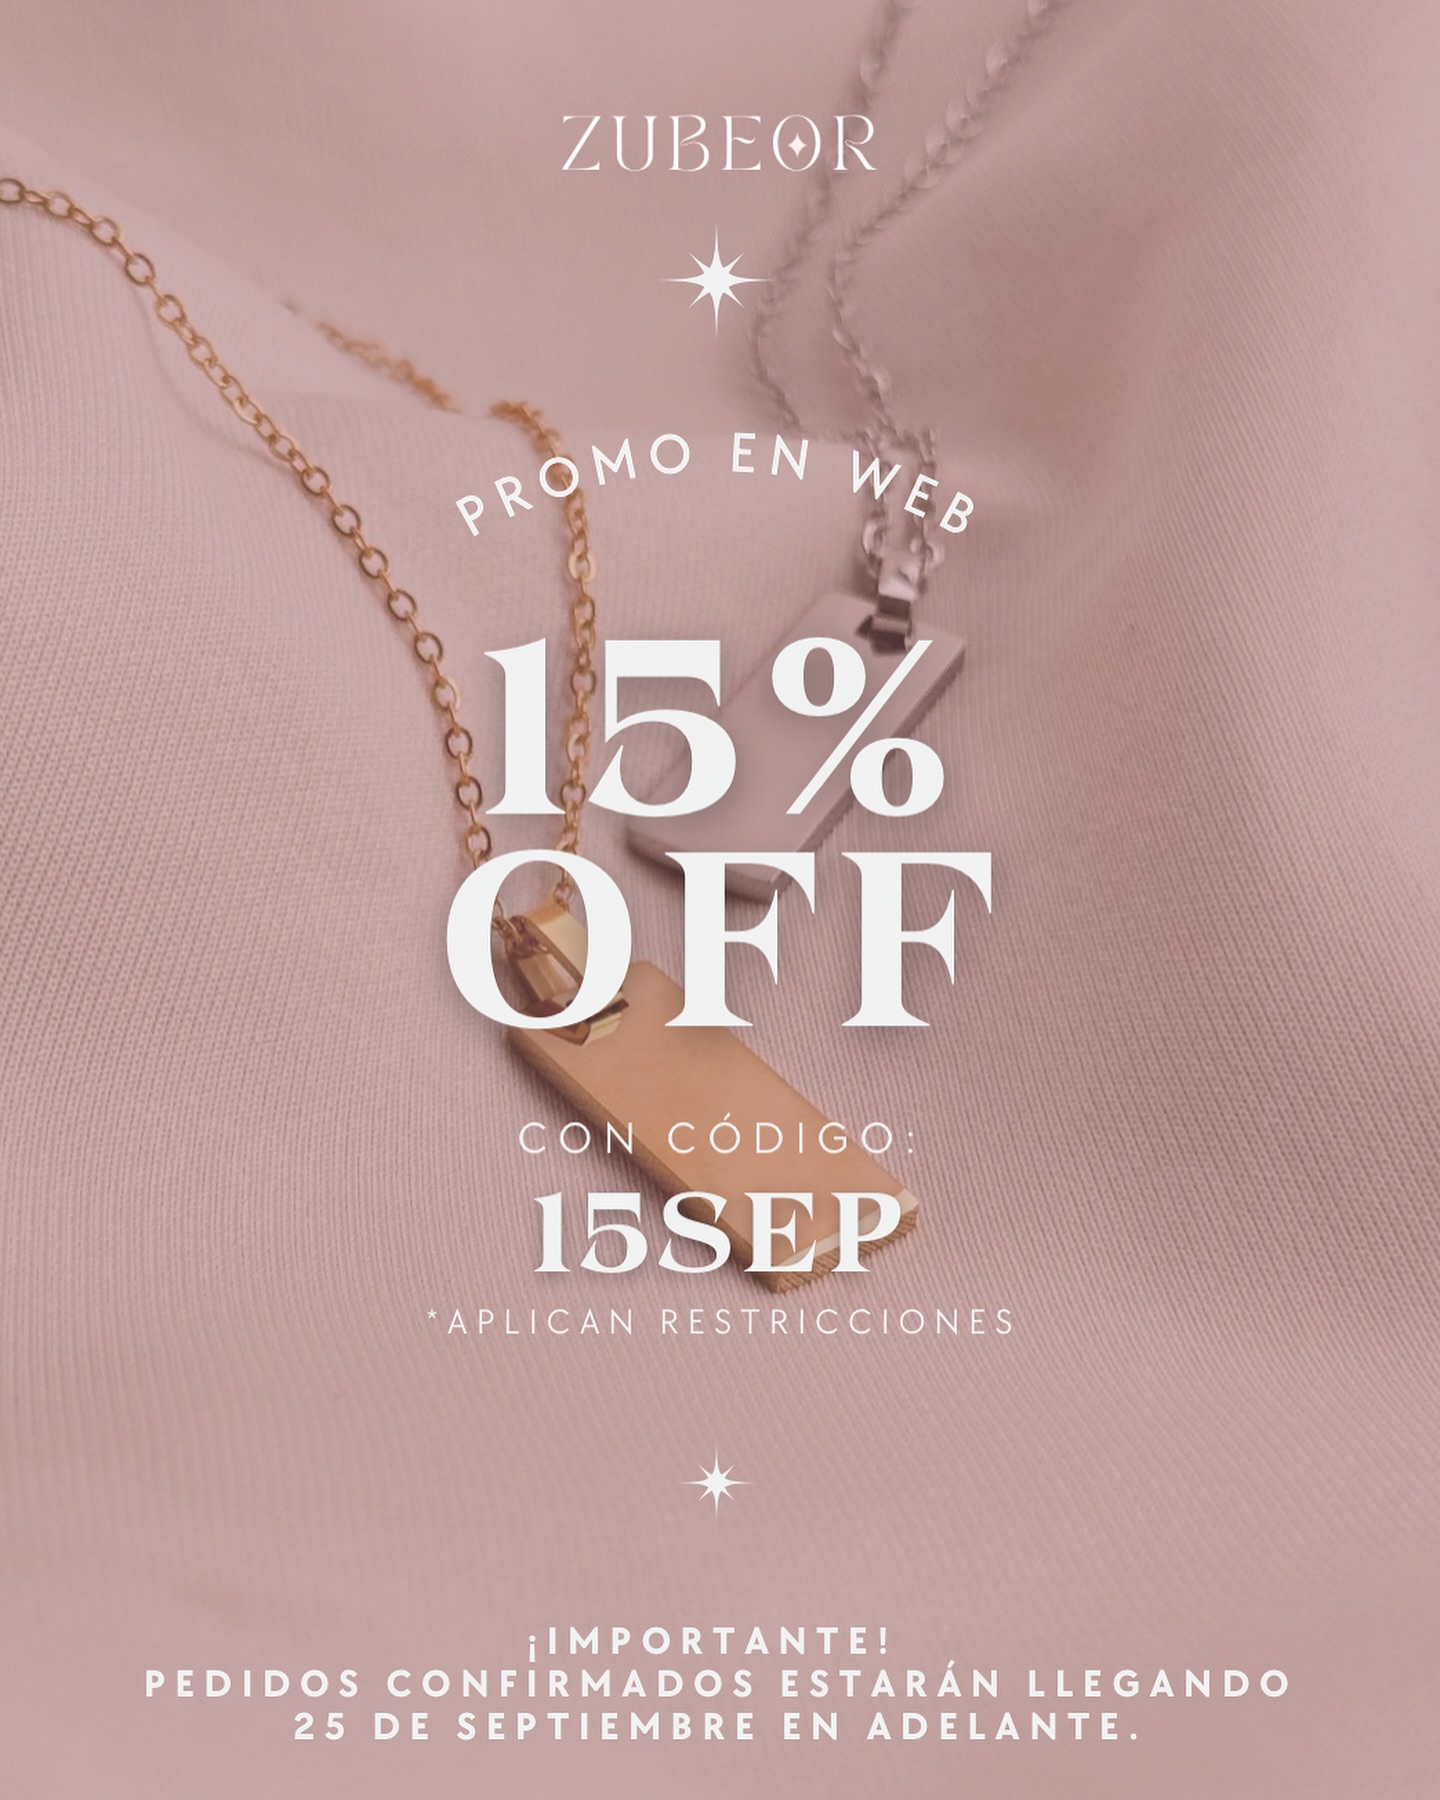 ZUBEOR
PROMO EN WEB
15%
OFF
CON CÓDIGO:
15SEP
*APLICAN RESTRICCIONES
¡IMPORTANTE!
PEDIDOS CONFIRMADOS ESTARÁN LLEGANDO
25 DE SEPTIEMBRE EN ADELANTE.